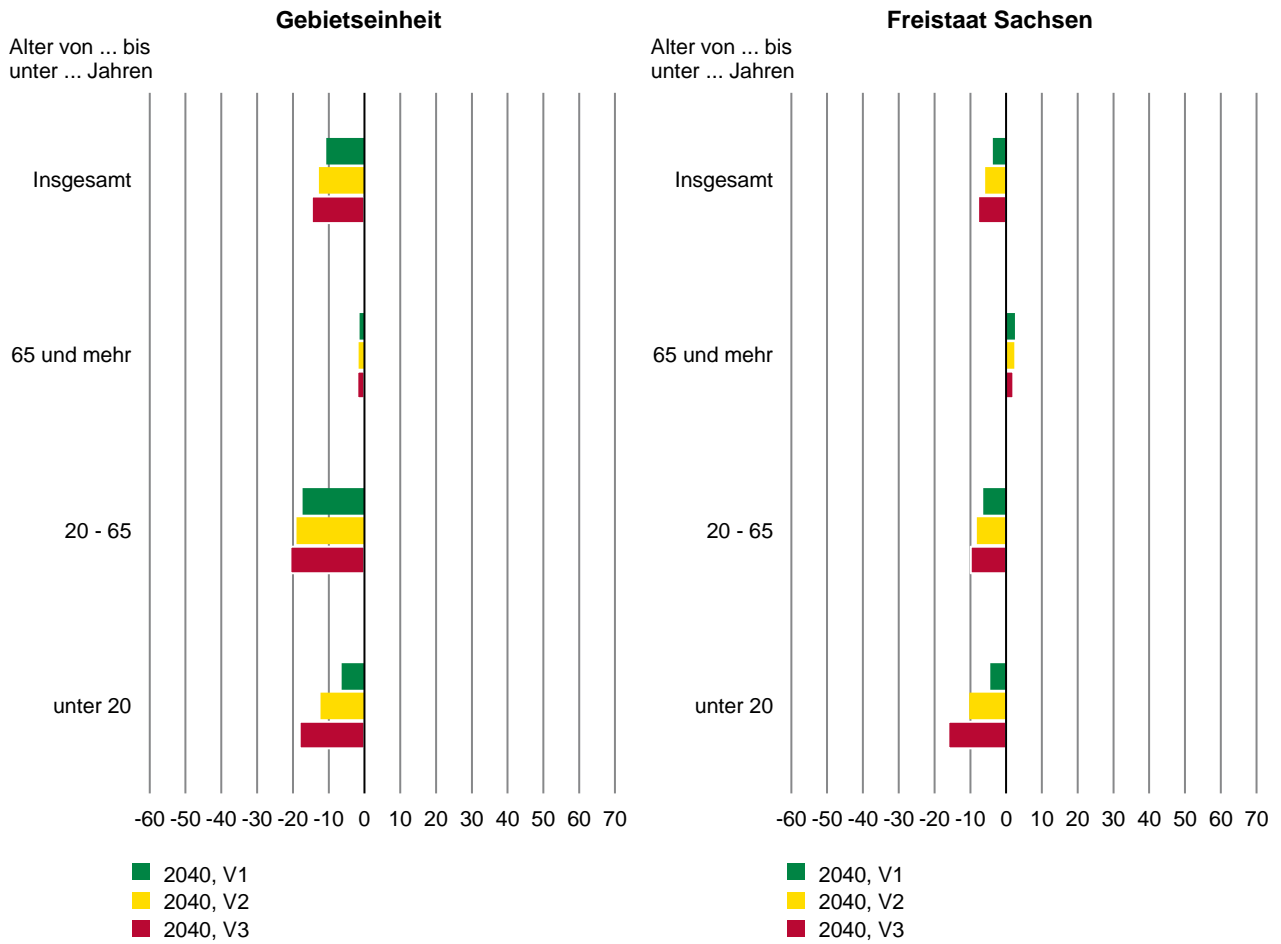 Gebietseinheit
Alter von ... bis
unter ... Jahren
Insgesamt
65 und mehr
20 - 65
unter 20
-60 -50 -40 -30 -20 -10 0 10 20 30 40 50 60 70
2040, V1
2040, V2
2040, V3
Freistaat Sachsen
Alter von ... bis
unter ... Jahren
Insgesamt
65 und mehr
20 - 65
unter 20
-60 -50 -40 -30 -20 -10 0 10 20 30 40 50 60 70
2040, V1
2040, V2
2040, V3